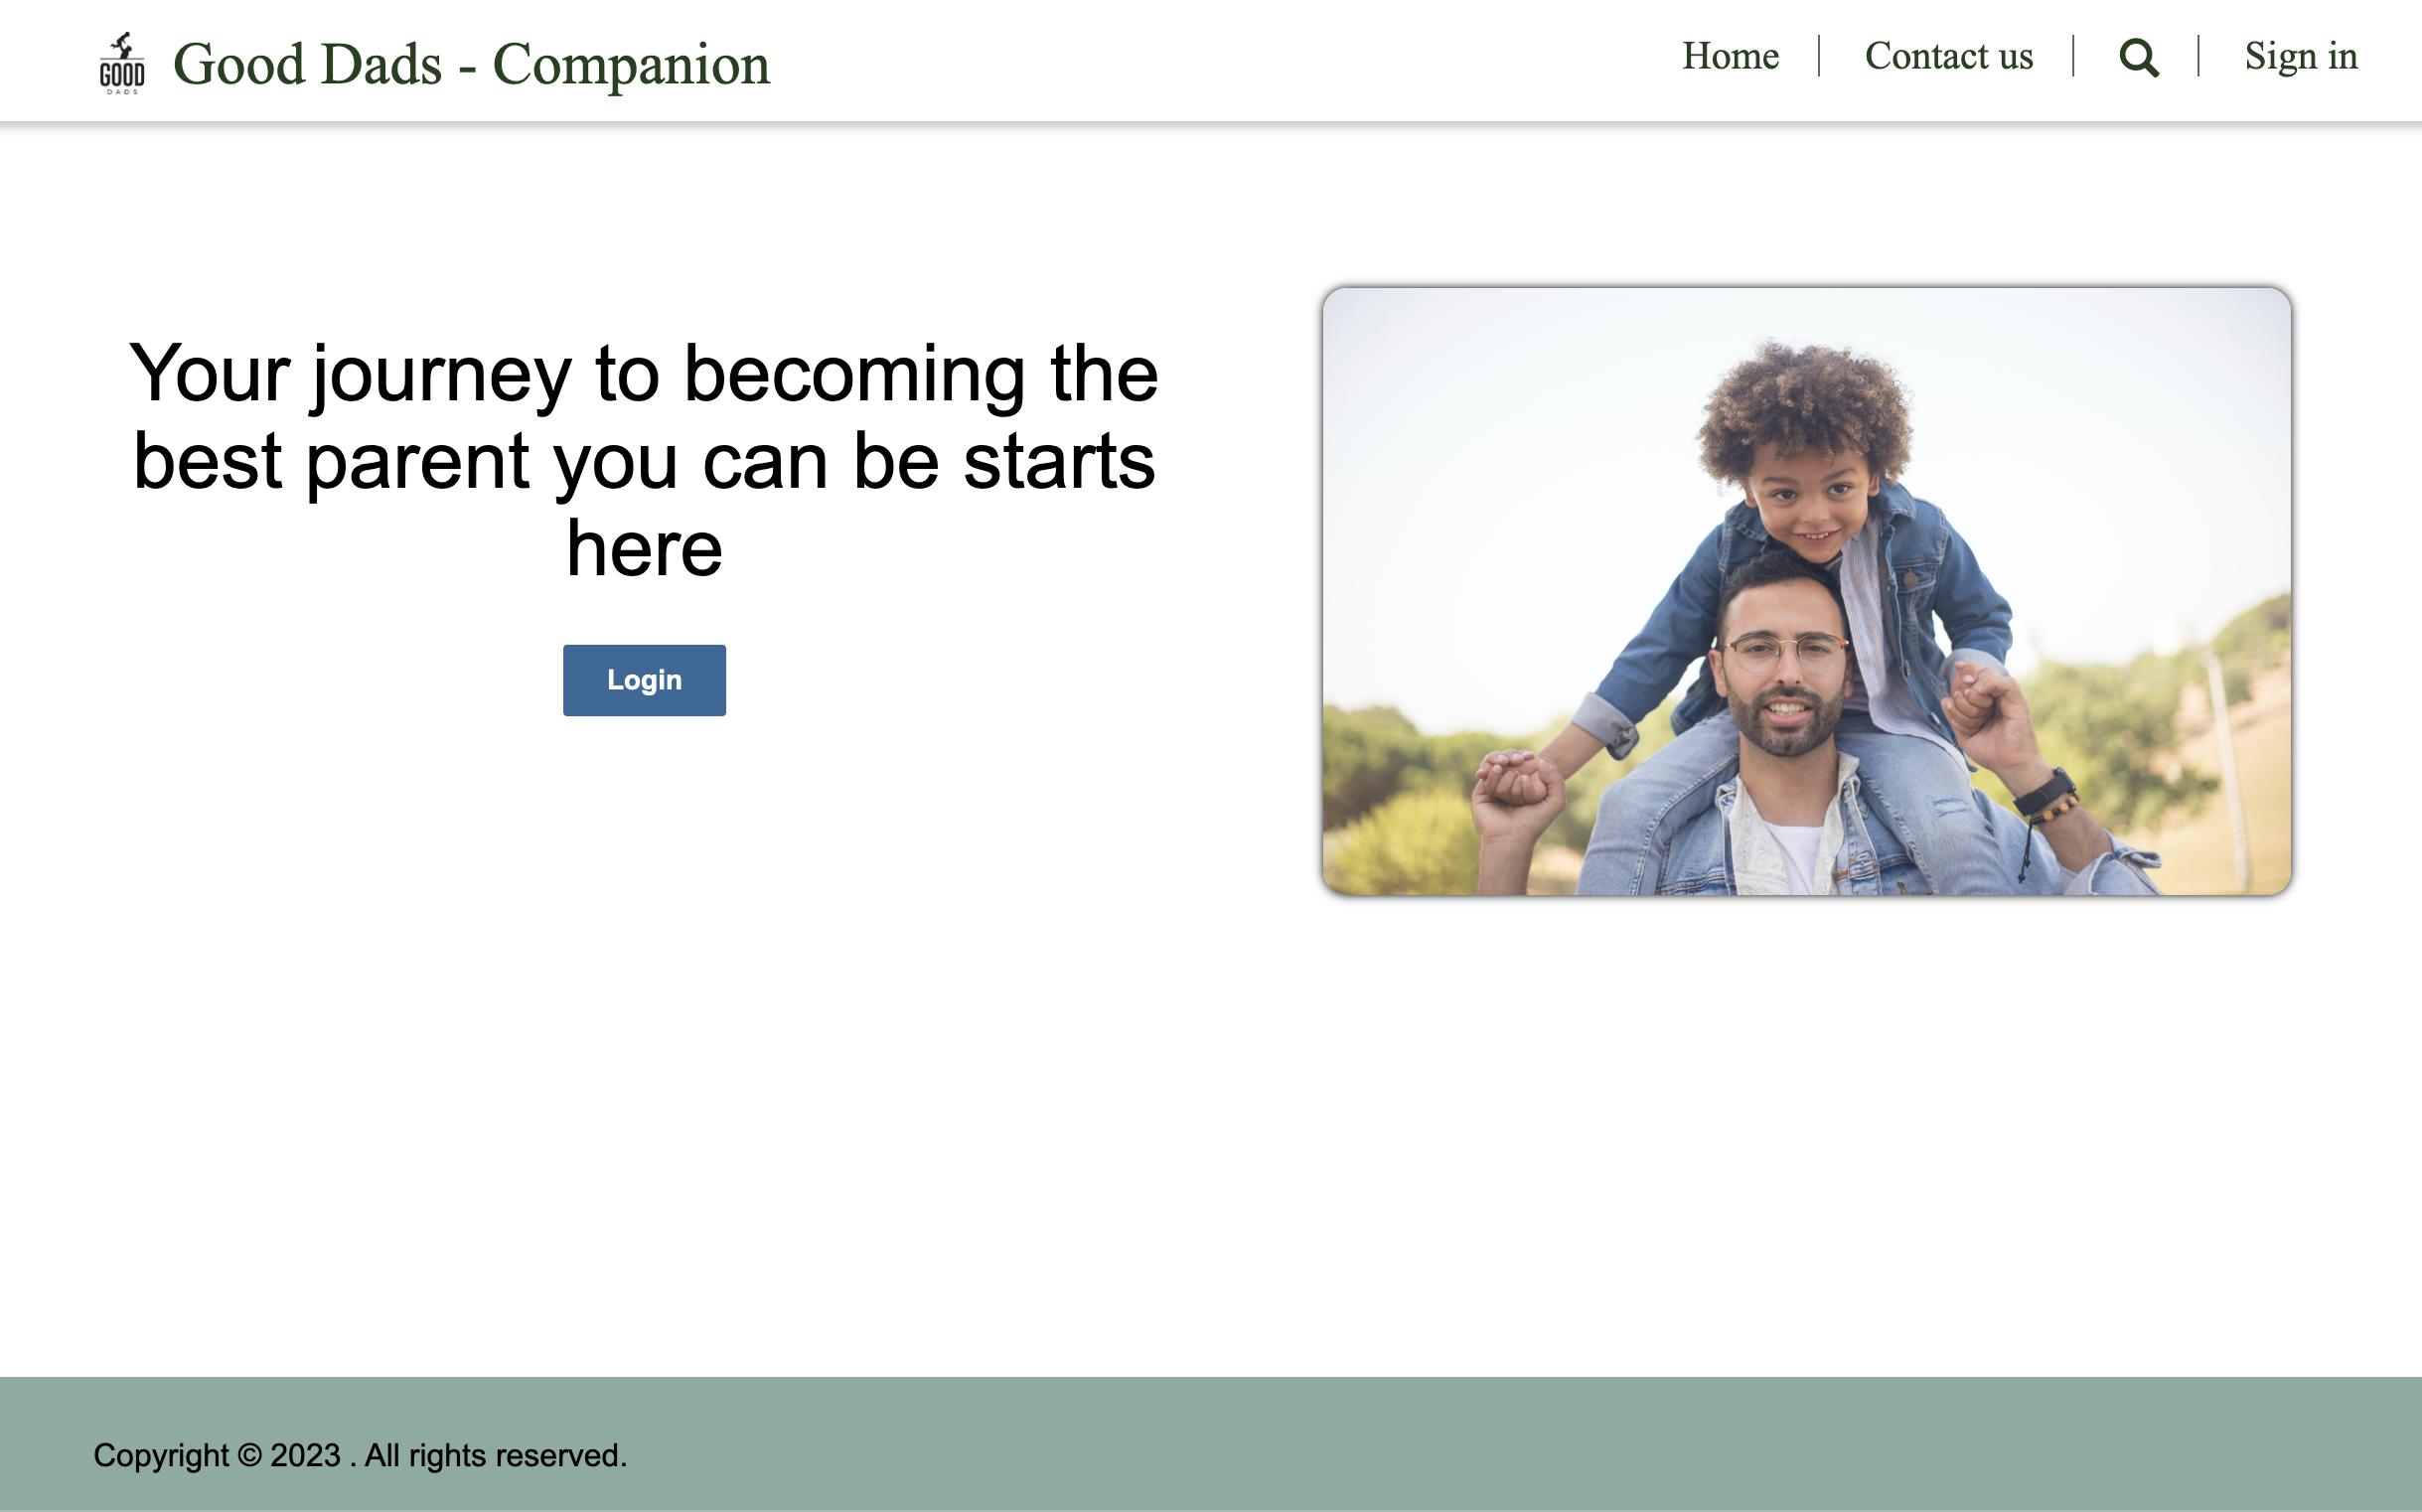 GOOD
DADS
Good Dads - Companion
Home
Contact us
Sign in
Your journey to becoming the
best parent you can be starts
here
Login
Copyright © 2023 . All rights reserved.